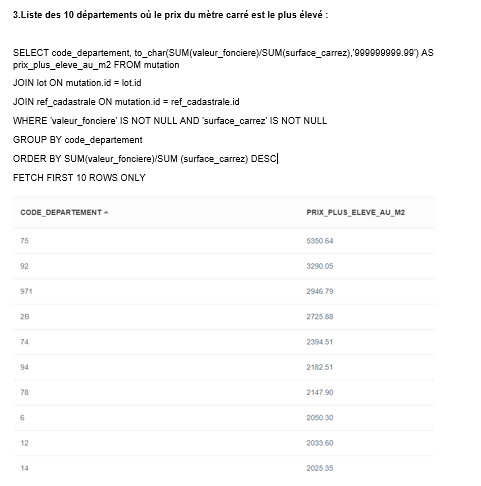 3.Liste des 10 départements où le prix du mètre carré est le plus élevé :
SELECT code_departement, to_char(SUM(valeur_fonciere)/SUM(surface_carrez),'999999999.99') AS
prix_plus_eleve_au_m2 FROM mutation
JOIN lot ON mutation.id = lot.id
JOIN ref_cadastrale ON mutation.id = ref_cadastrale.id
WHERE 'valeur_fonciere' IS NOT NULL AND 'surface_carrez' IS NOT NULL
GROUP BY code_departement
ORDER BY SUM(valeur_fonciere)/SUM (surface_carrez) DESC
FETCH FIRST 10 ROWS ONLY
CODE_DEPARTEMENT PRIX_PLUS_ELEVE_AU_M2
75 5350.64
92 3290.05
971 2946.79
2B 2725.88
74 2394.51
94 2182.51
78 2147.90
6 2050.30
12 2033.60
14 2025.35